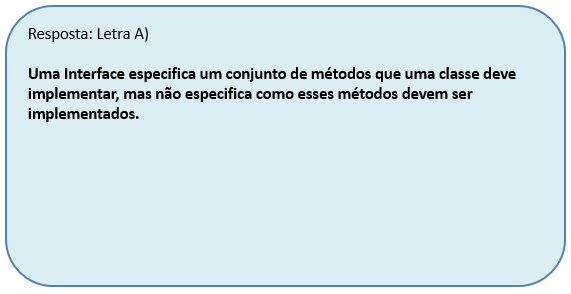 Resposta: Letra A)
Uma Interface especifica um conjunto de métodos que uma classe deve
implementar, mas não especifica como esses métodos devem ser
implementados.